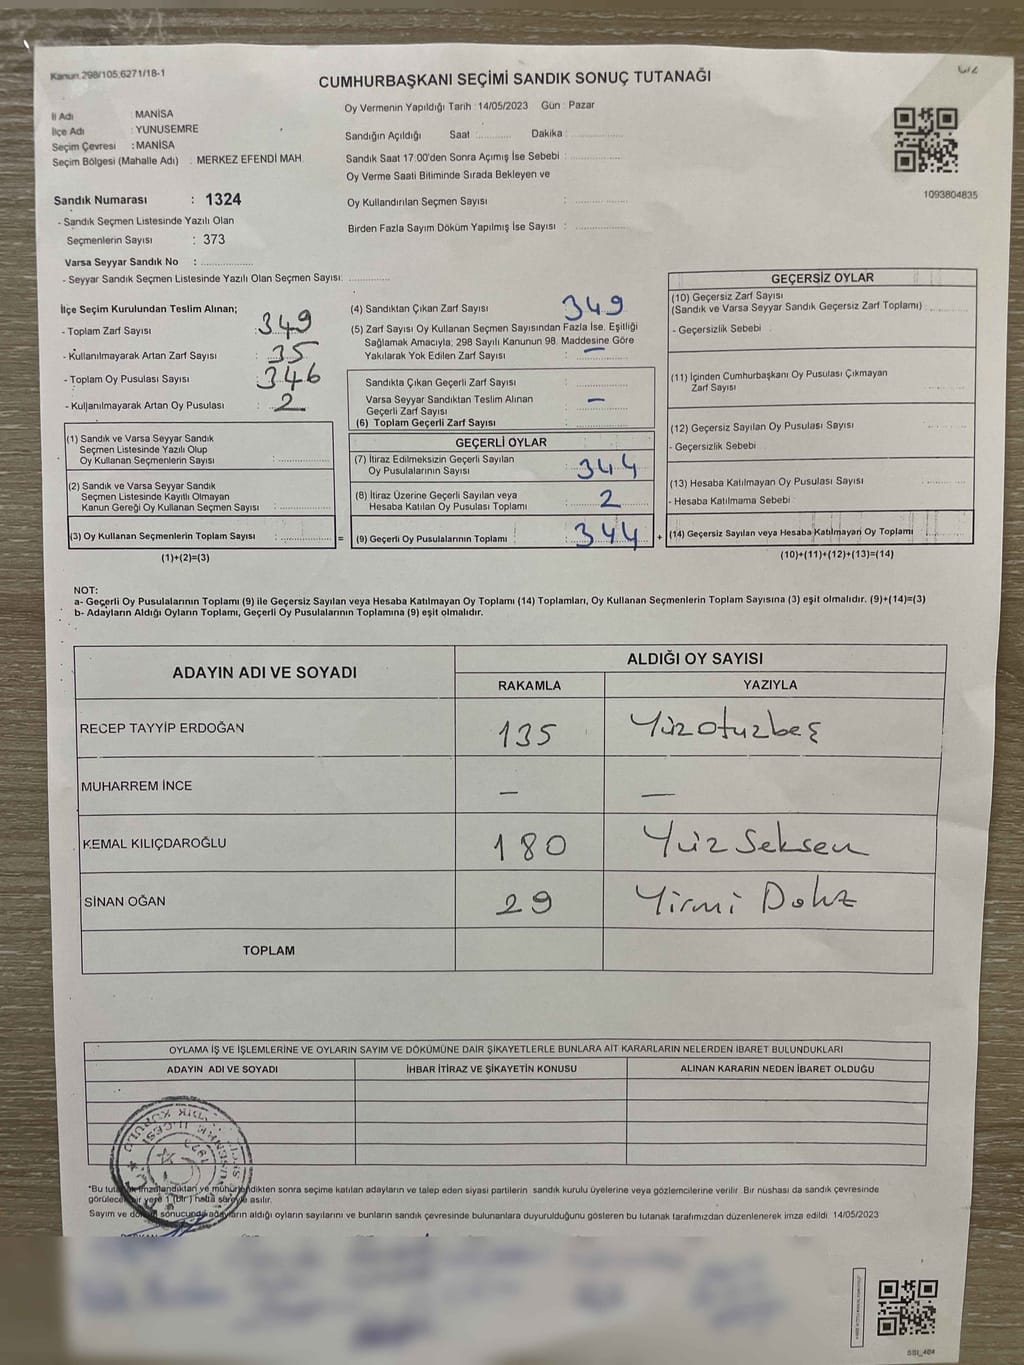 Kanun.298/105,6271/18-1
CUMHURBAŞKANI SEÇİMİ SANDIK SONUÇ TUTANAĞI
İl Adı : MANİSA
İlçe Adı : YUNUSEMRE
Seçim Çevresi : MANİSA
Seçim Bölgesi (Mahalle Adı) : MERKEZ EFENDİ MAH.
Oy Vermenin Yapıldığı Tarih : 14/05/2023 Gün : Pazar
Sandığın Açıldığı Saat :............ Dakika :................
Sandık Saat 17:00'den Sonra Açımış İse Sebebi :................
Oy Verme Saati Bitiminde Sırada Bekleyen ve
Oy Kullandırılan Seçmen Sayısı :................
Birden Fazla Sayım Döküm Yapılmış İse Sayısı :................
1093804835
Sandık Numarası : 1324
- Sandık Seçmen Listesinde Yazılı Olan
Seçmenlerin Sayısı : 373
Varsa Seyyar Sandık No :................
- Seyyar Sandık Seçmen Listesinde Yazılı Olan Seçmen Sayısı:............
İlçe Seçim Kurulundan Teslim Alınan;
- Toplam Zarf Sayısı : 349
- Kullanılmayarak Artan Zarf Sayısı : 35
- Toplam Oy Pusulası Sayısı : 346
- Kullanılmayarak Artan Oy Pusulası : 2
(1) Sandık ve Varsa Seyyar Sandık
Seçmen Listesinde Yazılı Olup
Oy Kullanan Seçmenlerin Sayısı :................
(2) Sandık ve Varsa Seyyar Sandık
Seçmen Listesinde Kayıtlı Olmayan
Kanun Gereği Oy Kullanan Seçmen Sayısı :................
(3) Oy Kullanan Seçmenlerin Toplam Sayısı :................ =
(1)+(2)=(3)
(4) Sandıktan Çıkan Zarf Sayısı 349
(5) Zarf Sayısı Oy Kullanan Seçmen Sayısından Fazla İse, Eşitliği
Sağlamak Amacıyla; 298 Sayılı Kanunun 98. Maddesine Göre
Yakılarak Yok Edilen Zarf Sayısı : —
Sandıkta Çıkan Geçerli Zarf Sayısı :................
Varsa Seyyar Sandıktan Teslim Alınan
Geçerli Zarf Sayısı : —
(6) Toplam Geçerli Zarf Sayısı :
GEÇERLİ OYLAR
(7) İtiraz Edilmeksizin Geçerli Sayılan
Oy Pusulalarının Sayısı : 344
(8) İtiraz Üzerine Geçerli Sayılan veya
Hesaba Katılan Oy Pusulası Toplamı : 2
(9) Geçerli Oy Pusulalarının Toplamı : 344 +
GEÇERSİZ OYLAR
(10) Geçersiz Zarf Sayısı
(Sandık ve Varsa Seyyar Sandık Geçersiz Zarf Toplamı) :............
- Geçersizlik Sebebi :
(11) İçinden Cumhurbaşkanı Oy Pusulası Çıkmayan
Zarf Sayısı
(12) Geçersiz Sayılan Oy Pusulası Sayısı :............
- Geçersizlik Sebebi :
(13) Hesaba Katılmayan Oy Pusulası Sayısı :............
- Hesaba Katılmama Sebebi :
(14) Geçersiz Sayılan veya Hesaba Katılmayan Oy Toplamı
(10)+(11)+(12)+(13)=(14)
NOT:
a- Geçerli Oy Pusulalarının Toplamı (9) ile Geçersiz Sayılan veya Hesaba Katılmayan Oy Toplamı (14) Toplamları, Oy Kullanan Seçmenlerin Toplam Sayısına (3) eşit olmalıdır. (9)+(14)=(3)
b- Adayların Aldığı Oyların Toplamı, Geçerli Oy Pusulalarının Toplamına (9) eşit olmalıdır.
ADAYIN ADI VE SOYADI ALDIĞI OY SAYISI
RAKAMLA YAZIYLA
RECEP TAYYİP ERDOĞAN 135 Yüzotuzbeş
MUHARREM İNCE — —
KEMAL KILIÇDAROĞLU 180 Yüz Seksen
SİNAN OĞAN 29 Yirmi Dokz
TOPLAM
OYLAMA İŞ VE İŞLEMLERİNE VE OYLARIN SAYIM VE DÖKÜMÜNE DAİR ŞİKAYETLERLE BUNLARA AİT KARARLARIN NELERDEN İBARET BULUNDUKLARI
ADAYIN ADI VE SOYADI İHBAR İTİRAZ VE ŞİKAYETİN KONUSU ALINAN KARARIN NEDEN İBARET OLDUĞU
*Bu imzalandıktan ve mühürlendikten sonra seçime katılan adayların ve talep eden siyasi partilerin sandık kurulu üyelerine veya gözlemcilerine verilir. Bir nüshası da sandık çevresinde
bir yere 1 (bir) hafta süreyle asılır.
Sayım ve sonucunda adayların aldığı oyların sayılarını ve bunların sandık çevresinde bulunanlara duyurulduğunu gösteren bu tutanak tarafımızdan düzenlenerek imza edildi. 14/05/2023